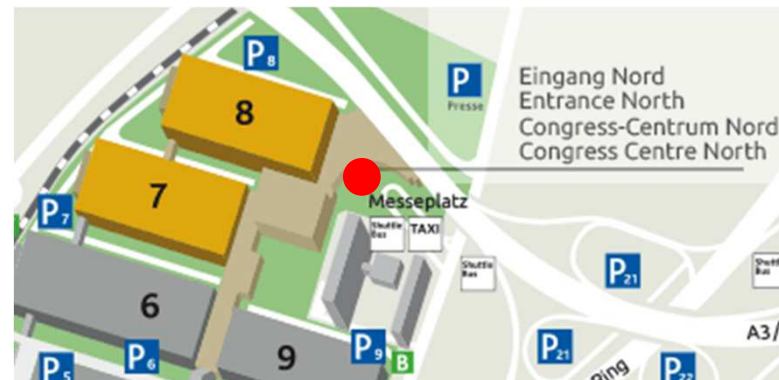 P8
8
P
Presse
Eingang Nord
Entrance North
Congress-Centrum Nord
Congress Centre North
7
Messeplatz
P7
Shuttle
Bus
TAXI
Shuttle
Bus
P21
Bus
6
9
P9
B
P21
A3/
P5
P6
Ring
P22